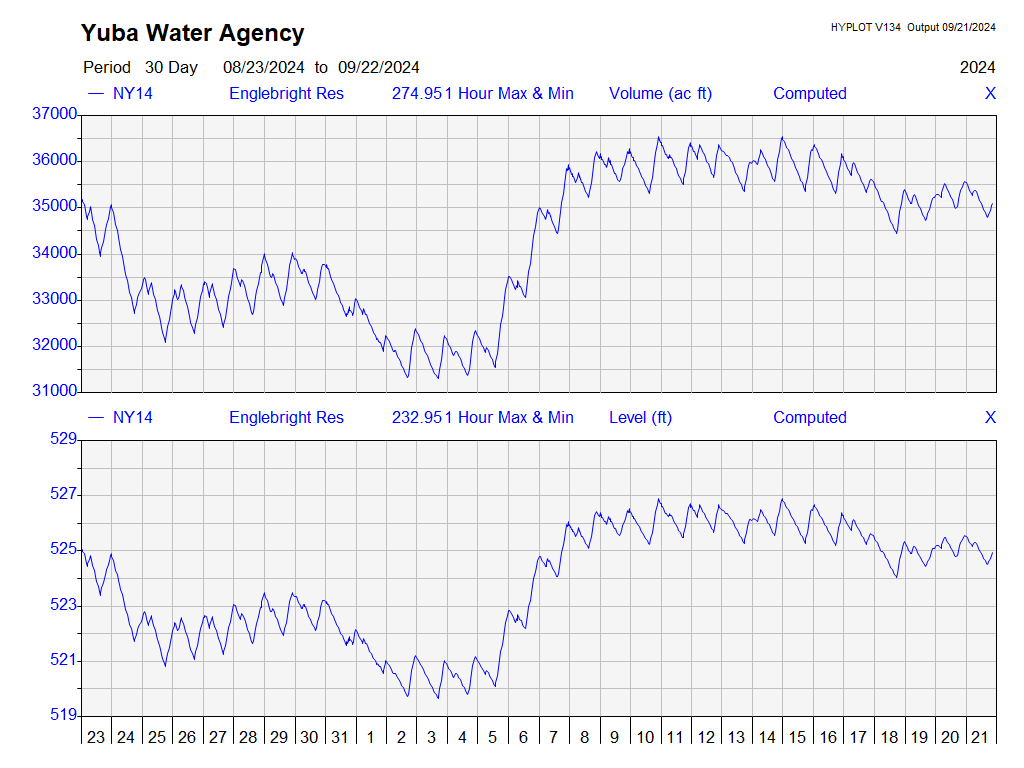 Yuba Water Agency
HYPLOT V134 Output 09/21/2024
Period 30 Day 08/23/2024 to 09/22/2024 2024
NY14 Englebright Res 274.951 Hour Max & Min Volume (ac ft) Computed X
37000
36000
35000
34000
33000
32000
31000
NY14 Englebright Res 232.951 Hour Max & Min Level (ft) Computed X
529
527
525
523
521
519
23 24 25 26 27 28 29 30 31 1 2 3 4 5 6 7 8 9 10 11 12 13 14 15 16 17 18 19 20 21